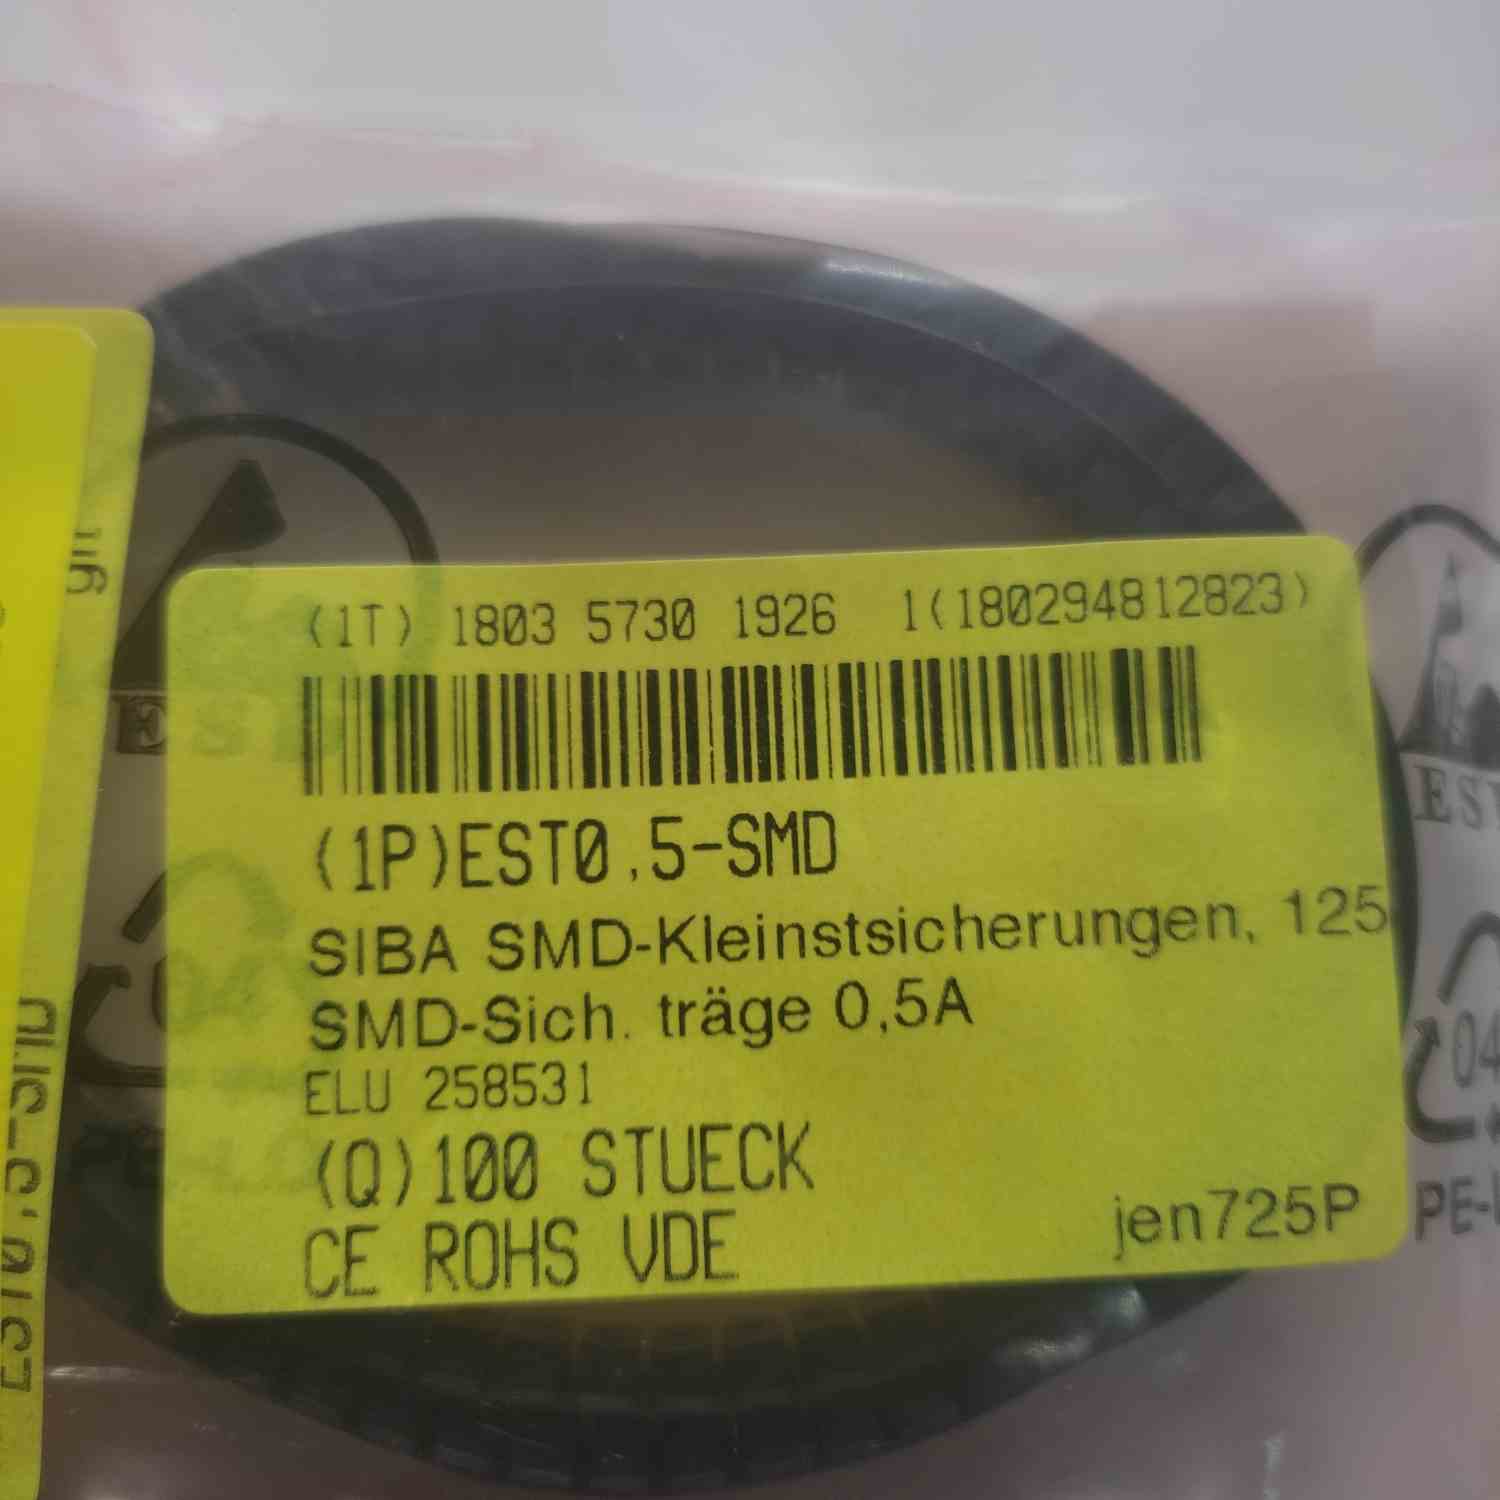 (1T) 1803 5730 1926 1(180294812823)
(1P)EST0.5-SMD
SIBA SMD-Kleinstsicherungen, 125
SMD-Sich. träge 0,5A
ELU 258531
(Q)100 STUECK
CE ROHS VDE
jen725P
04